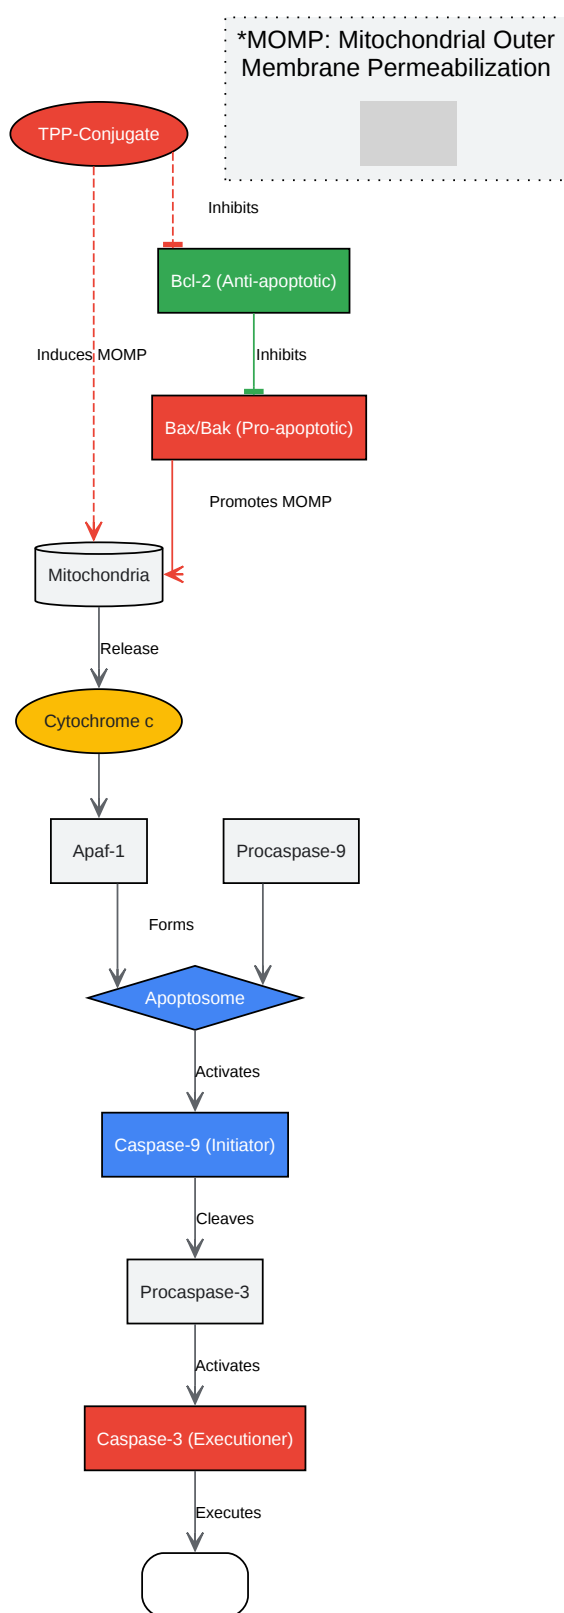 *MOMP: Mitochondrial Outer
Membrane Permeabilization
TPP-Conjugate
Inhibits
Bcl-2 (Anti-apoptotic)
Induces MOMP
Inhibits
Bax/Bak (Pro-apoptotic)
Promotes MOMP
Mitochondria
Release
Cytochrome c
Apaf-1
Procaspase-9
Forms
Apoptosome
Activates
Caspase-9 (Initiator)
Cleaves
Procaspase-3
Activates
Caspase-3 (Executioner)
Executes